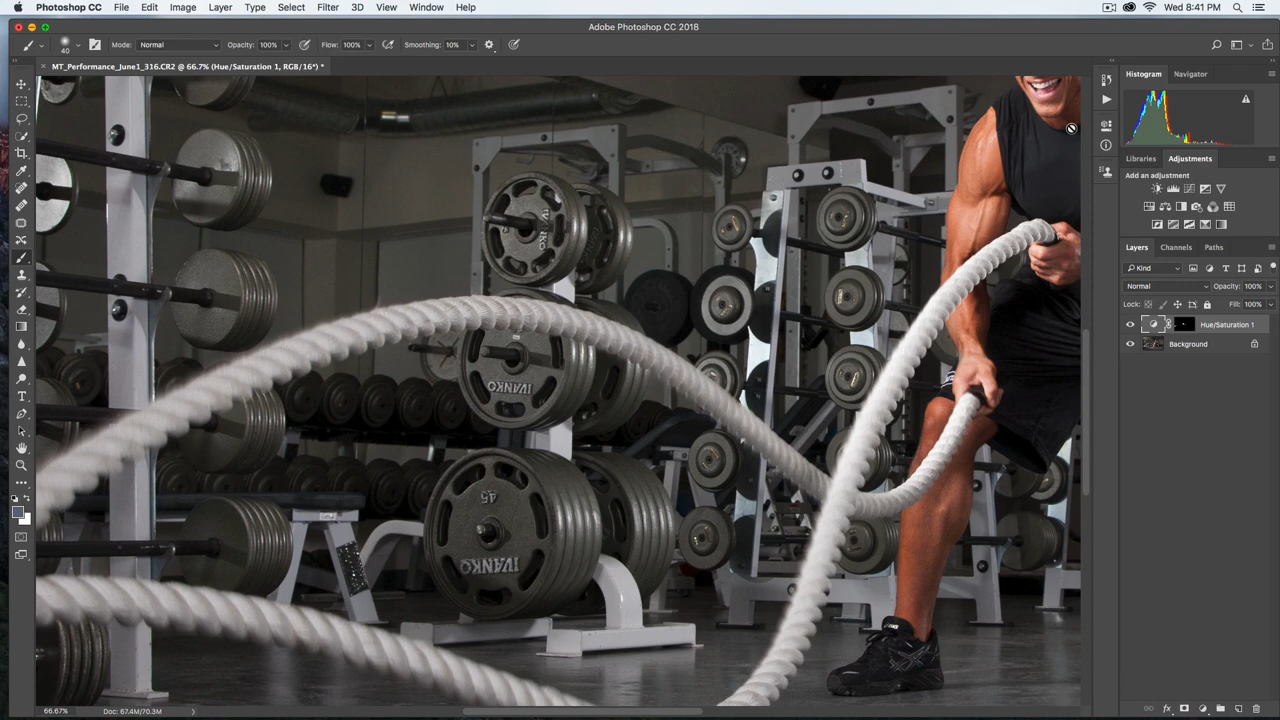 Photoshop CC File Edit Image Layer Type Select Filter 3D View Window Help Wed 8:41 PM
Adobe Photoshop CC 2018
40 Mode: Normal Opacity: 100% Flow: 100% Smoothing: 10%
× MT_Performance_June1_316.CR2 @ 66.7% (Hue/Saturation 1, RGB/16*) *
Histogram Navigator
Libraries Adjustments
Add an adjustment
Layers Channels Paths
Kind
Normal Opacity: 100%
Lock: Fill: 100%
Hue/Saturation 1
Background
IVANKO
IVANKO
45
IVANKO
66.67% Doc: 67.4M/70.3M